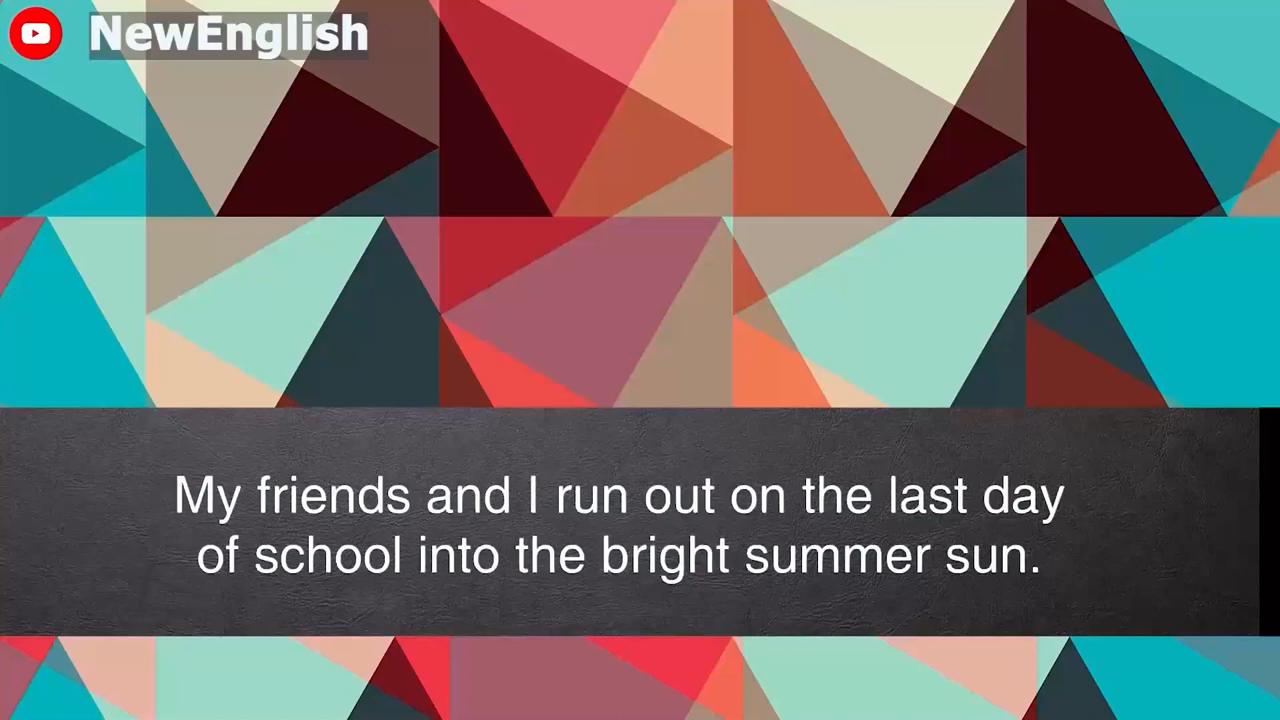 NewEnglish
My friends and I run out on the last day
of school into the bright summer sun.